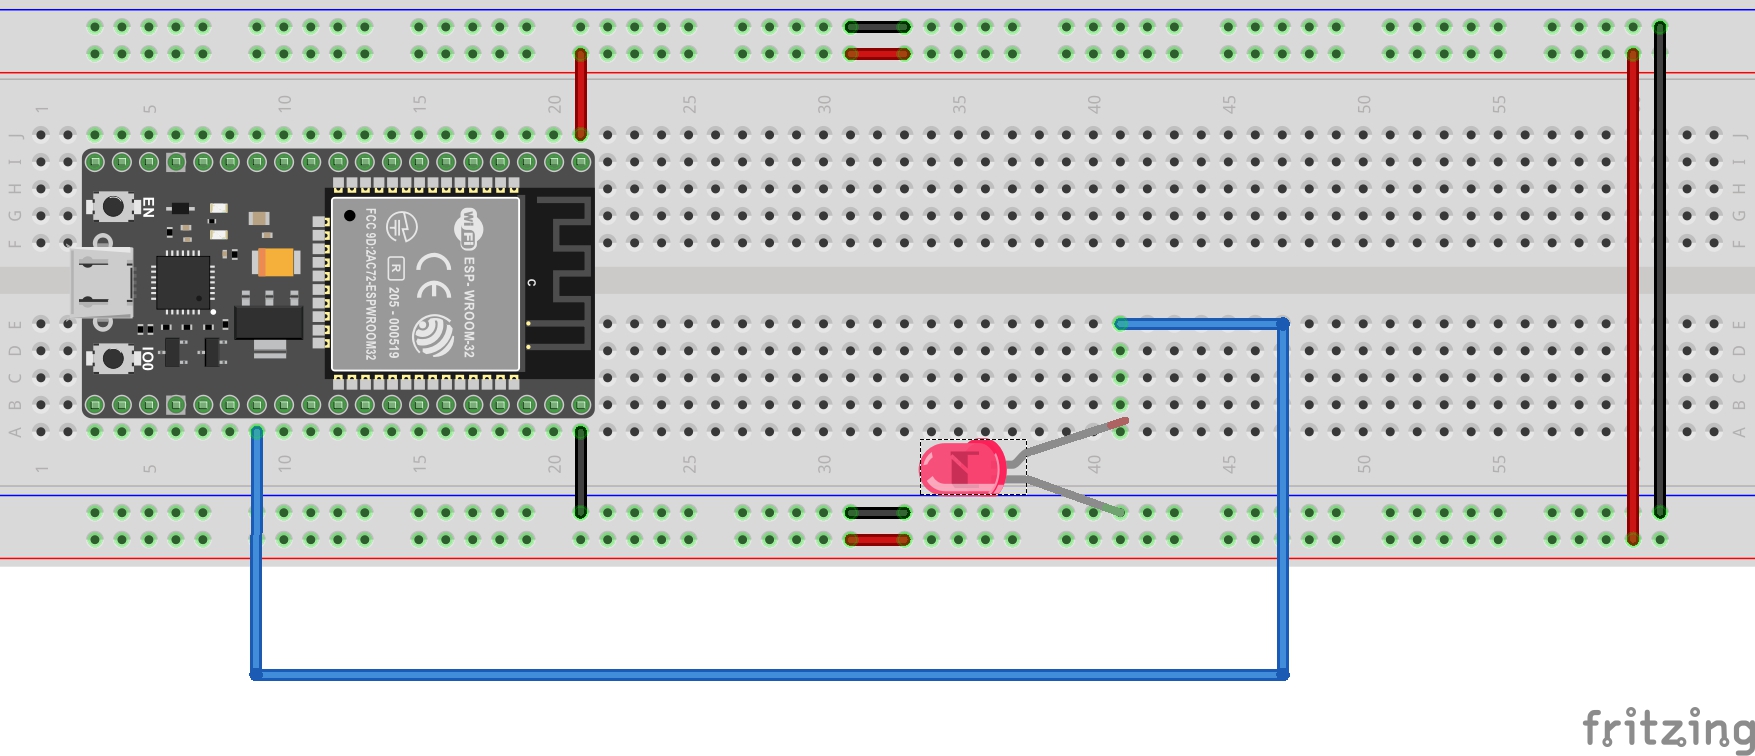 1 5 10 15 20 25 30 35 40 45 50 55
J J
I I
H H
G G
F F
EN
FCC 9D:2AC72-ESPWROOM32
R
205 - 000519
CE
WiFi
ESP- WROOM-32
C
E E
D D
C C
B B
A A
IO0
1 5 10 15 20 25 30 40 45 50 55
fritzing